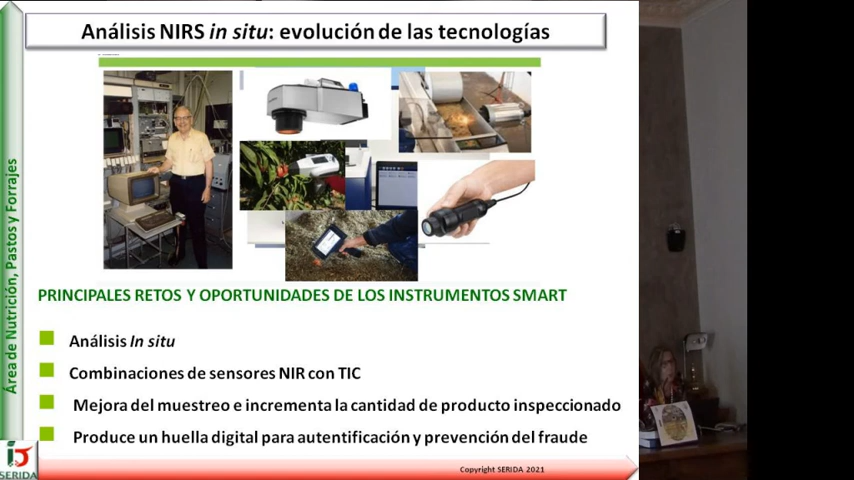 Análisis NIRS in situ: evolución de las tecnologías
Área de Nutrición, Pastos y Forrajes
PRINCIPALES RETOS Y OPORTUNIDADES DE LOS INSTRUMENTOS SMART
Análisis In situ
Combinaciones de sensores NIR con TIC
Mejora del muestreo e incrementa la cantidad de producto inspeccionado
Produce un huella digital para autentificación y prevención del fraude
SERIDA
Copyright SERIDA 2021